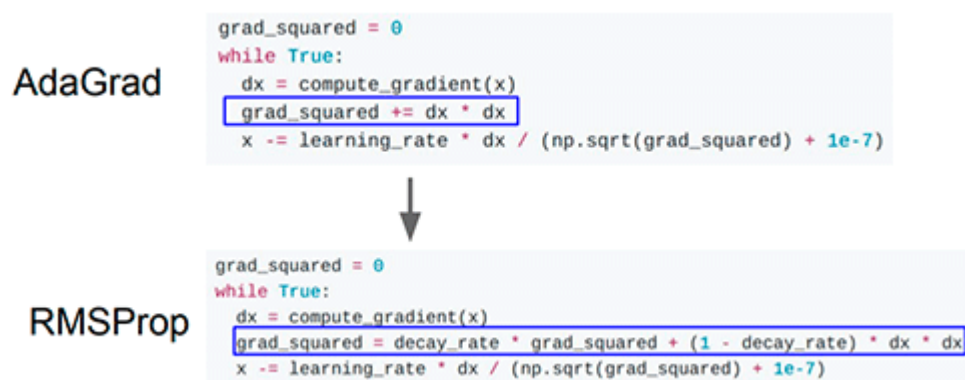 AdaGrad
grad_squared = 0
while True:
dx = compute_gradient(x)
grad_squared += dx * dx
x -= learning_rate * dx / (np.sqrt(grad_squared) + 1e-7)
RMSProp
grad_squared = 0
while True:
dx = compute_gradient(x)
grad_squared = decay_rate * grad_squared + (1 - decay_rate) * dx * dx
x -= learning_rate * dx / (np.sqrt(grad_squared) + 1e-7)